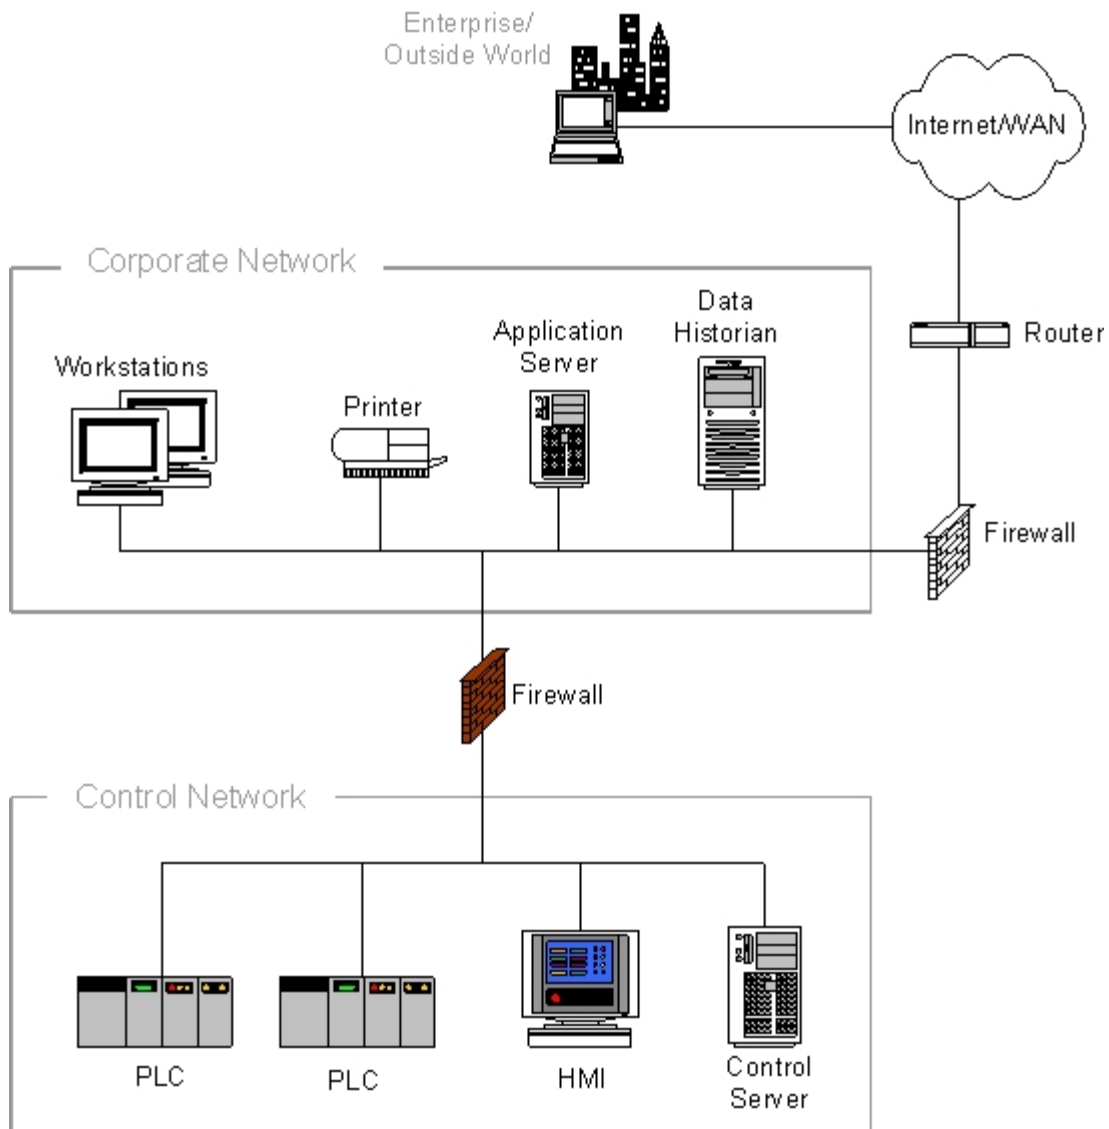 Enterprise/
Outside World
Internet/WAN
Corporate Network
Data
Historian
Application
Server
Router
Workstations
Printer
Firewall
Firewall
Control Network
PLC
PLC
HMI
Control
Server